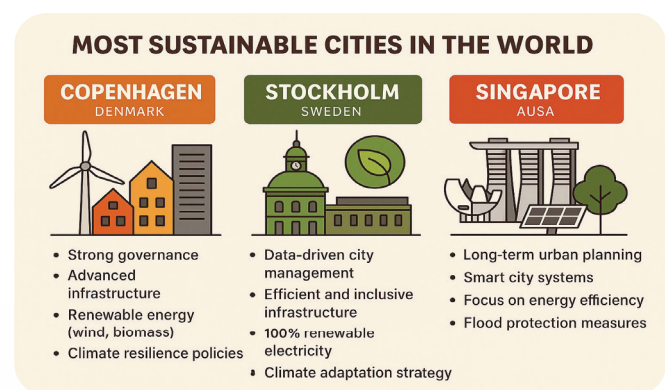 MOST SUSTAINABLE CITIES IN THE WORLD
COPENHAGEN
DENMARK
• Strong governance
• Advanced
infrastructure
• Renewable energy
(wind, biomass)
• Climate resilience policies
STOCKHOLM
SWEDEN
• Data-driven city
management
• Efficient and inclusive
infrastructure
• 100% renewable
electricity
• Climate adaptation strategy
SINGAPORE
AUSA
• Long-term urban planning
• Smart city systems
• Focus on energy efficiency
• Flood protection measures